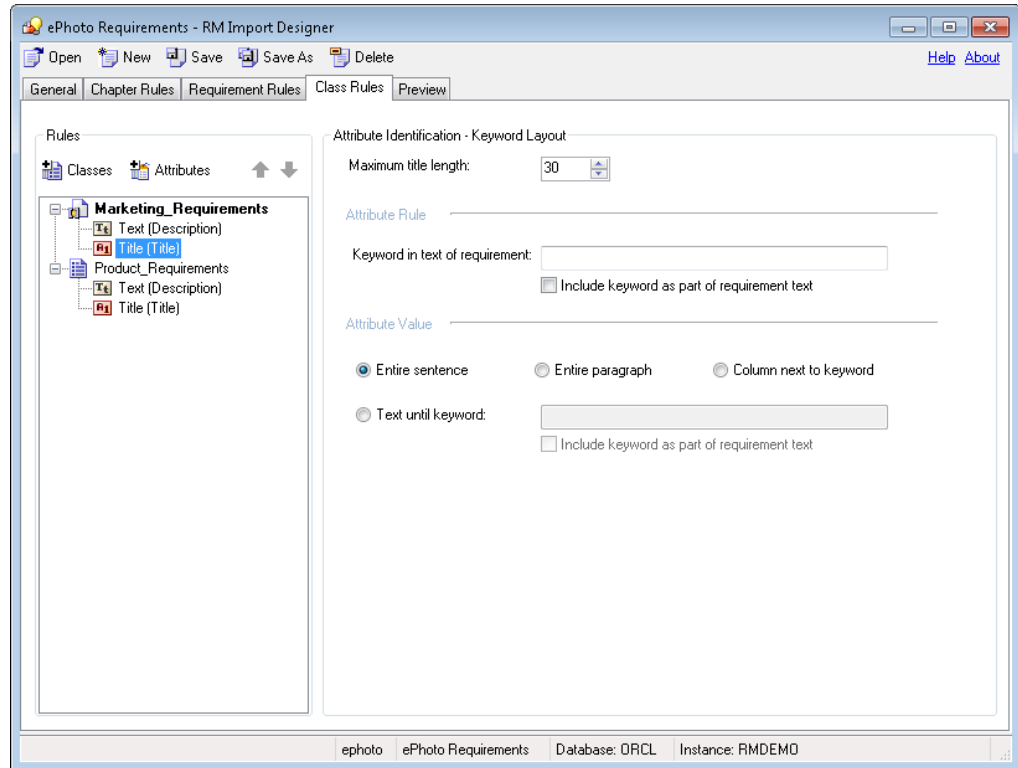 ePhoto Requirements - RM Import Designer
Open New Save Save As Delete Help About
General Chapter Rules Requirement Rules Class Rules Preview
Rules
Classes Attributes
Marketing_Requirements
Text (Description)
Title (Title)
Product_Requirements
Text (Description)
Title (Title)
Attribute Identification - Keyword Layout
Maximum title length: 30
Attribute Rule
Keyword in text of requirement:
Include keyword as part of requirement text
Attribute Value
Entire sentence Entire paragraph Column next to keyword
Text until keyword:
Include keyword as part of requirement text
ephoto ePhoto Requirements Database: ORCL Instance: RMDEMO